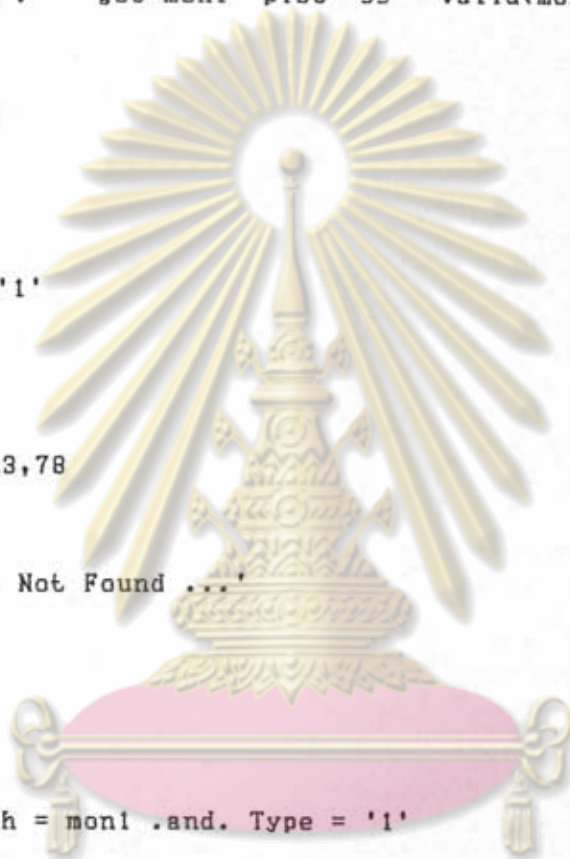 '1'
3,78
Not Found ...'
h = mon1 .and. Type = '1'